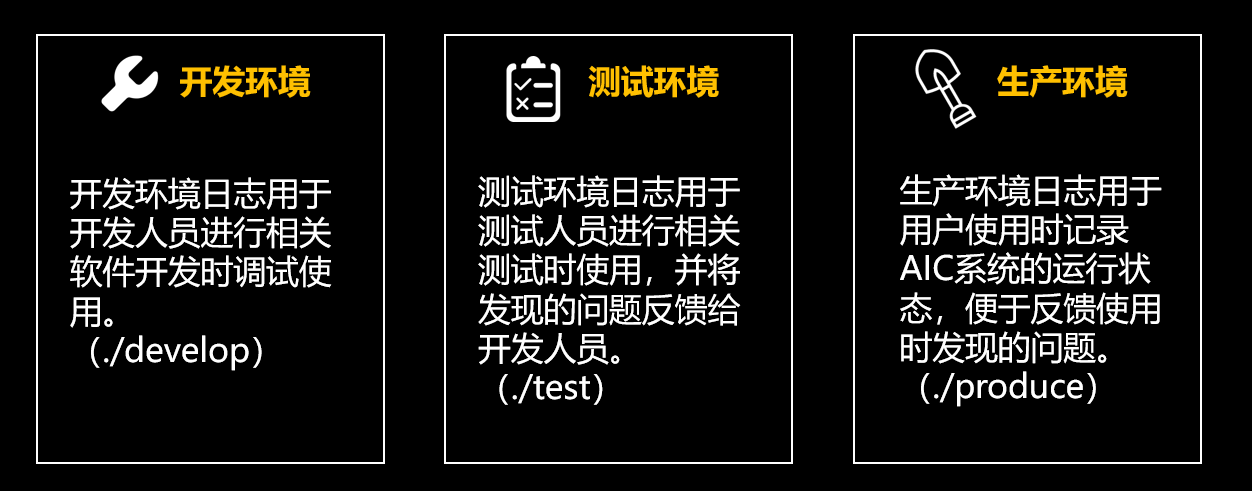 开发环境
开发环境日志用于
开发人员进行相关
软件开发时调试使
用。
（./develop）
测试环境
测试环境日志用于
测试人员进行相关
测试时使用，并将
发现的问题反馈给
开发人员。
（./test）
生产环境
生产环境日志用于
用户使用时记录
AIC系统的运行状
态，便于反馈使用
时发现的问题。
（./produce）